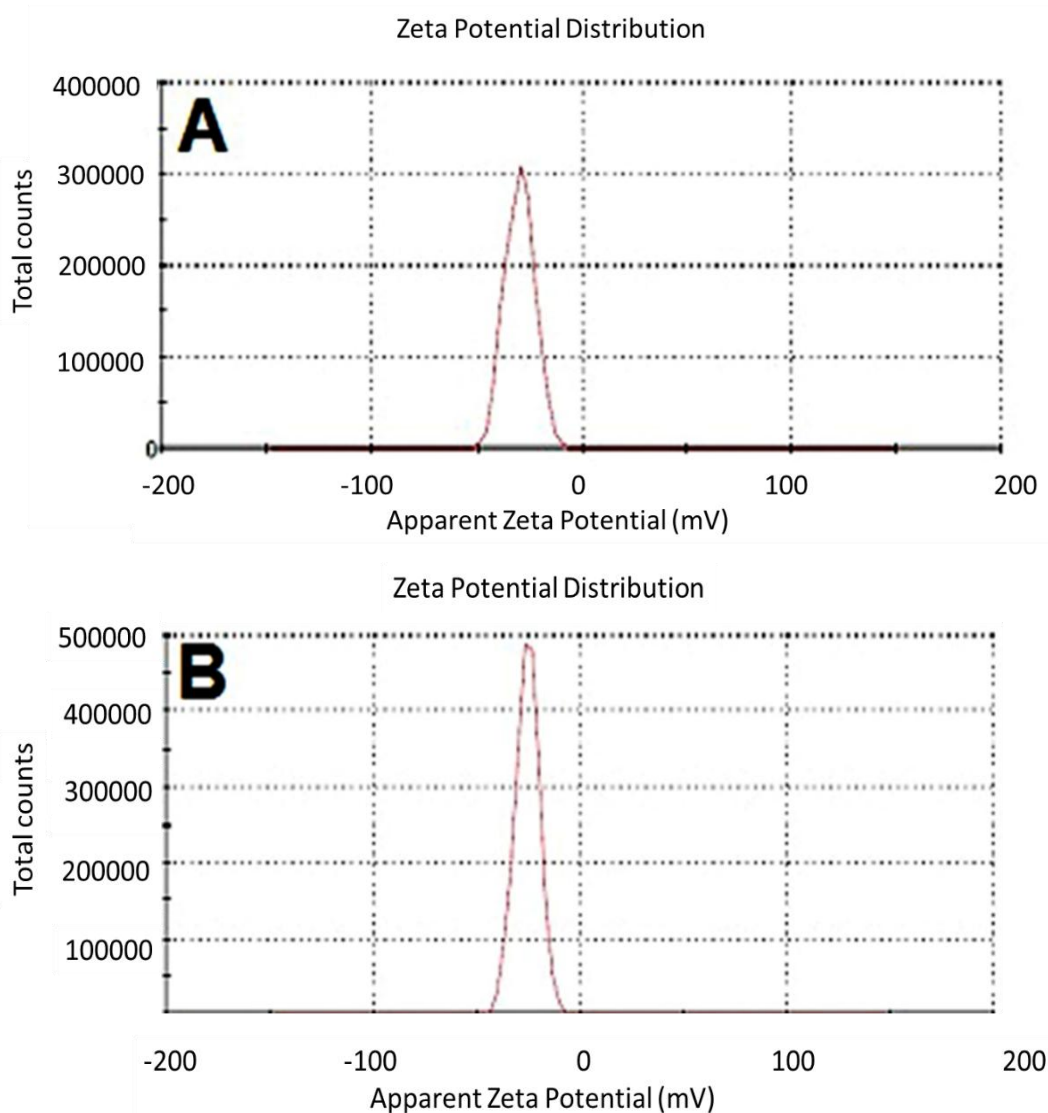 Zeta Potential Distribution
400000
A
300000
Total counts
200000
100000
0
-200 -100 0 100 200
Apparent Zeta Potential (mV)
Zeta Potential Distribution
500000
B
400000
300000
Total counts
200000
100000
-200 -100 0 100 200
Apparent Zeta Potential (mV)